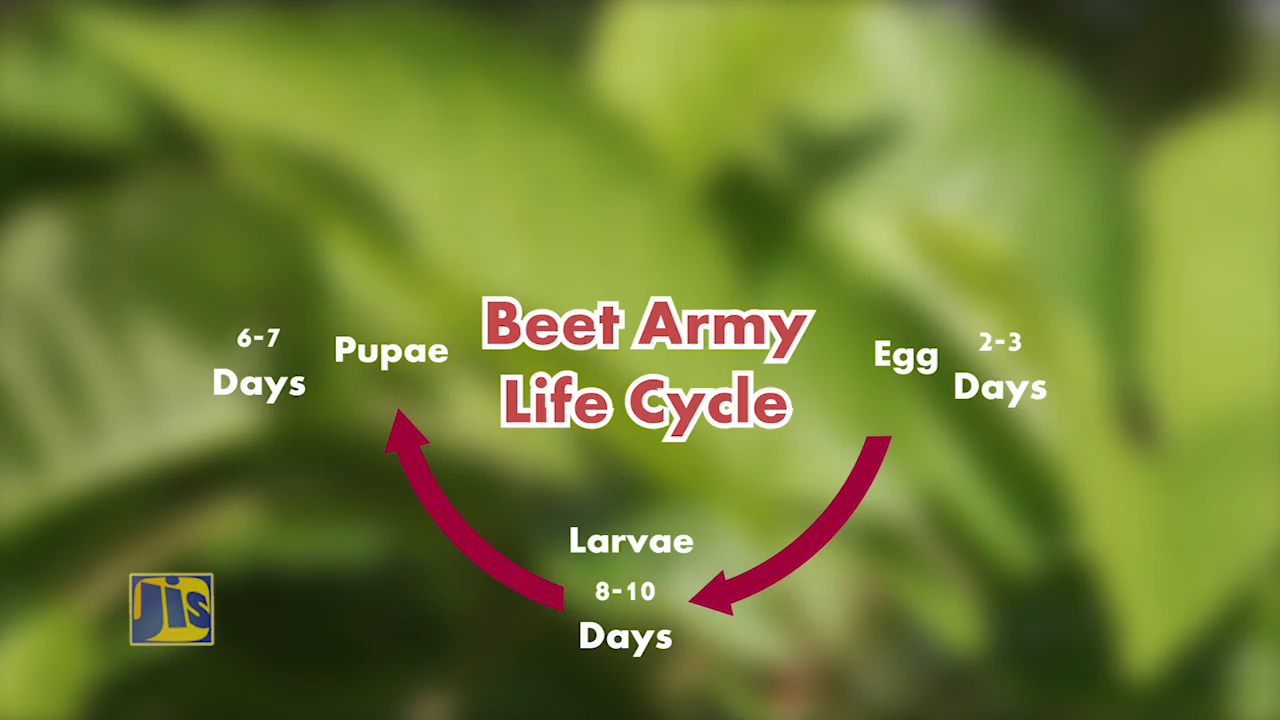 Beet Army
Life Cycle
Egg
2-3
Days
Larvae
8-10
Days
Pupae
6-7
Days
Jis